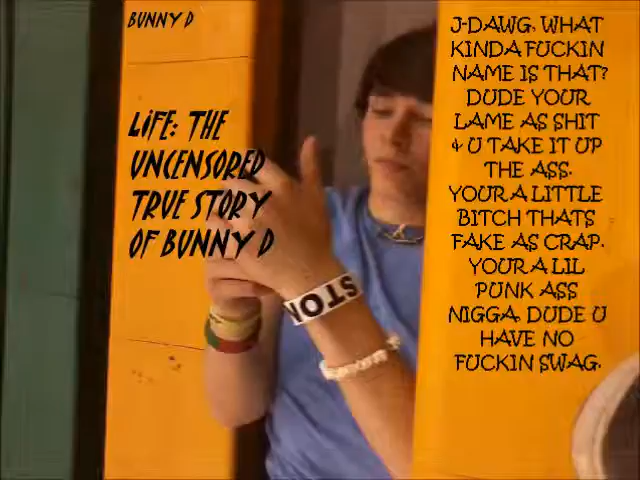 BUNNY D
LIFE: THE
UNCENSORED
TRUE STORY
OF BUNNY D
J-DAWG, WHAT
KINDA FUCKIN
NAME IS THAT?
DUDE YOUR
LAME AS SHIT
& U TAKE IT UP
THE ASS.
YOUR A LITTLE
BITCH THATS
FAKE AS CRAP.
YOUR A LIL
PUNK ASS
NIGGA. DUDE U
HAVE NO
FUCKIN SWAG.
STON